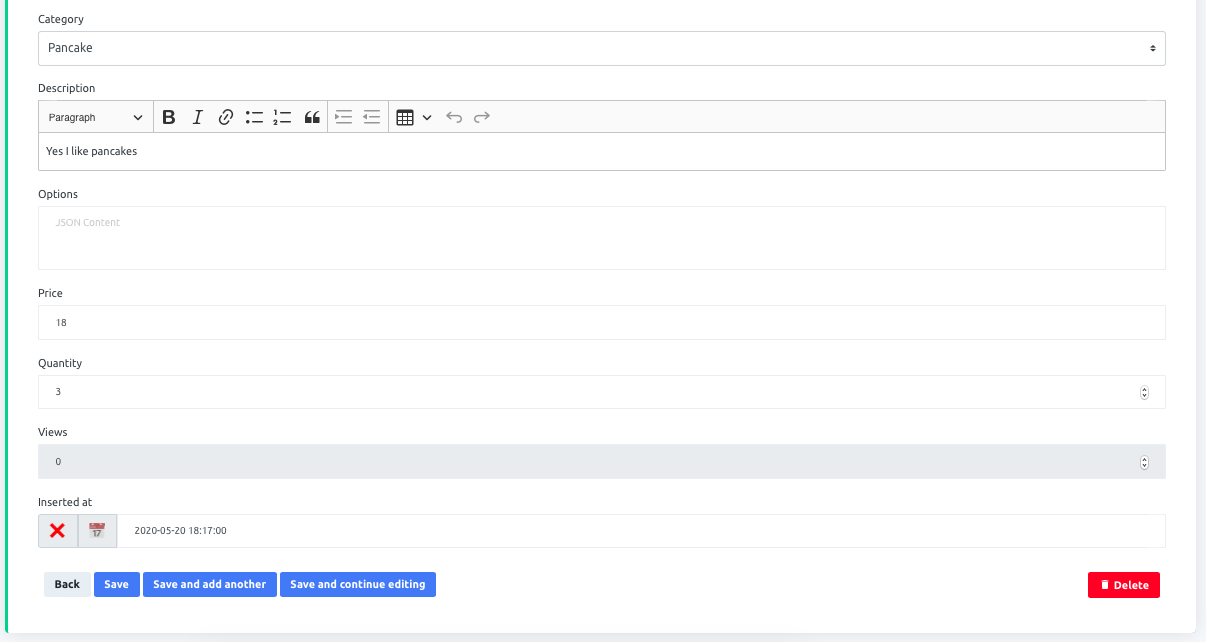 Category
Pancake
Description
Paragraph
Yes I like pancakes
Options
JSON Content
Price
18
Quantity
3
Views
0
Inserted at
17 2020-05-20 18:17:00
Back Save Save and add another Save and continue editing Delete